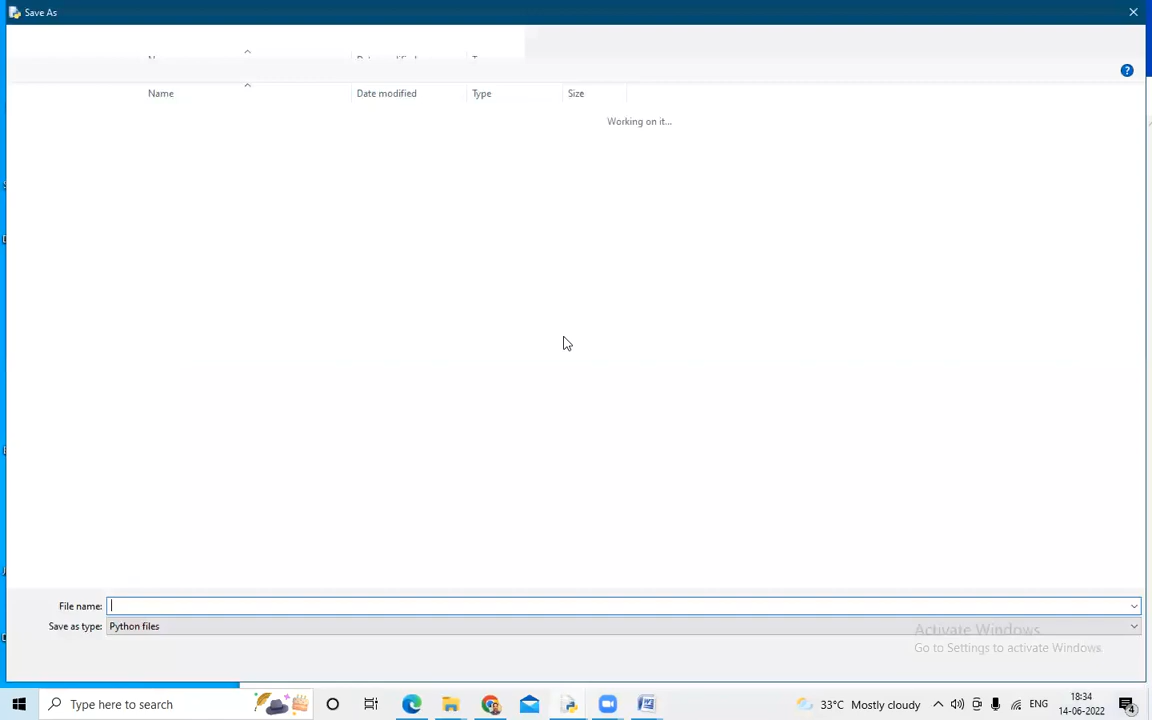 Save As
Name Date modified Type Size
Working on it...
File name:
Save as type: Python files
Activate Windows
Go to Settings to activate Windows.
Type here to search
33°C Mostly cloudy
ENG
18:34
14-06-2022
4